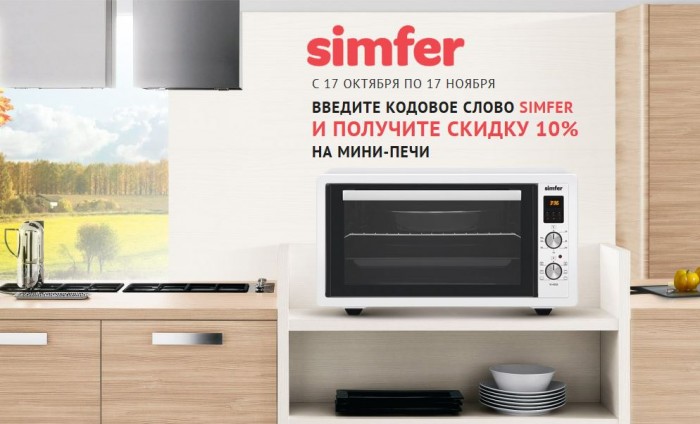 simfer
С 17 ОКТЯБРЯ ПО 17 НОЯБРЯ
ВВЕДИТЕ КОДОВОЕ СЛОВО SIMFER
И ПОЛУЧИТЕ СКИДКУ 10%
НА МИНИ-ПЕЧИ
simfer